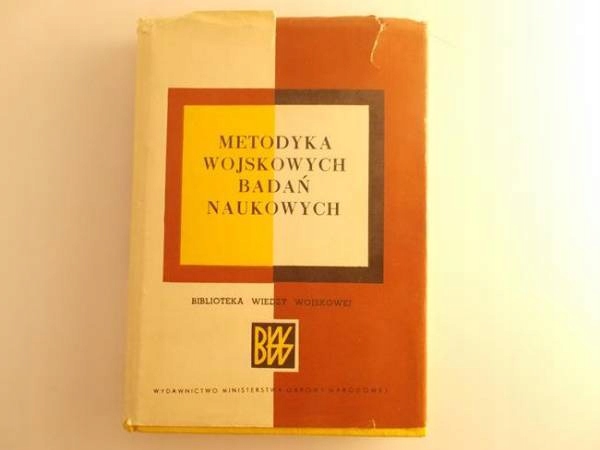 METODYKA
WOJSKOWYCH
BADAŃ
NAUKOWYCH
BIBLIOTEKA WIEDZY WOJSKOWEJ
BWW
WYDAWNICTWO MINISTERSTWA OBRONY NARODOWEJ